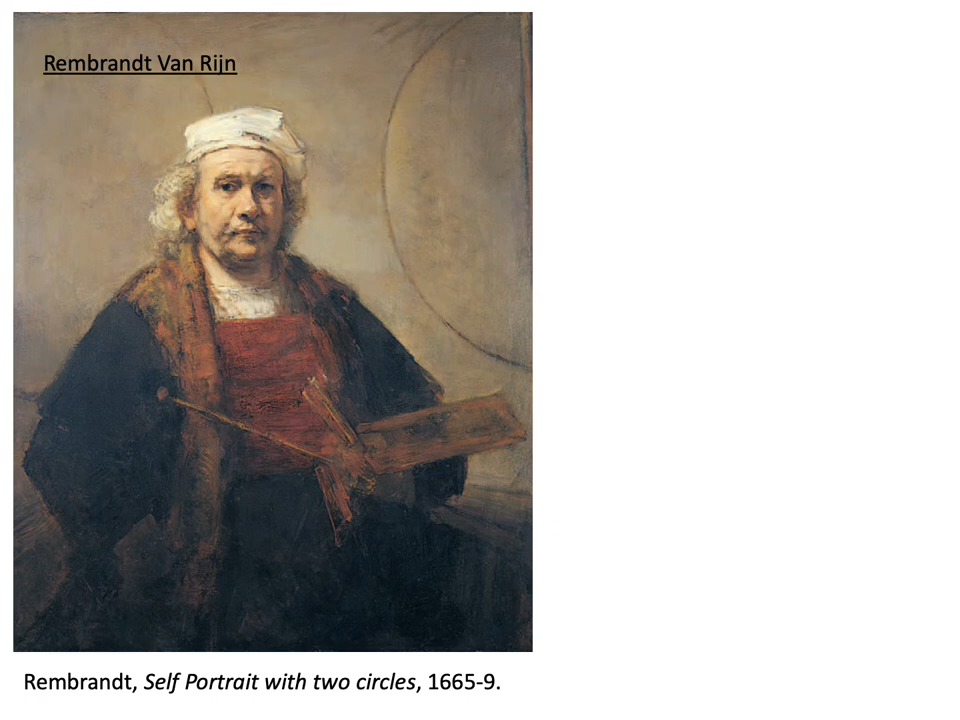 Rembrandt Van Rijn
Rembrandt, Self Portrait with two circles, 1665-9.